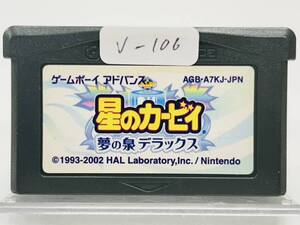 V-106
ゲームボーイ アドバンス
AGB-A7KJ-JPN
星のカービィ
夢の泉デラックス
©1993-2002 HAL Laboratory,Inc. / Nintendo